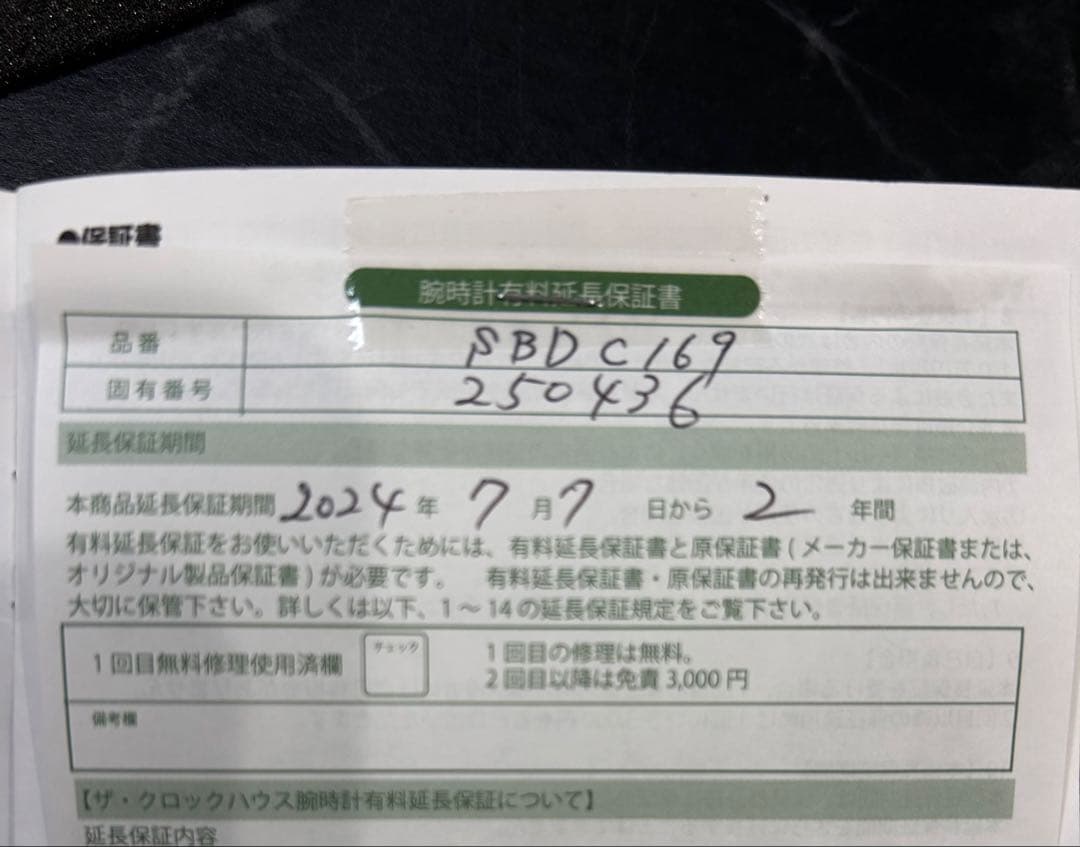 ●保証書
腕時計有料延長保証書
品番 SBDC169
固有番号 250436
延長保証期間
本商品延長保証期間 2024 年 7 月 7 日から 2 年間
有料延長保証をお使いいただくためには、有料延長保証書と原保証書(メーカー保証書または、
オリジナル製品保証書)が必要です。 有料延長保証書・原保証書の再発行は出来ませんので、
大切に保管下さい。詳しくは以下、1～14の延長保証規定をご覧下さい。
1回目無料修理使用済欄 チェック 1回目の修理は無料。
2回目以降は免責3,000円
備考欄
【ザ・クロックハウス腕時計有料延長保証について】
延長保証内容